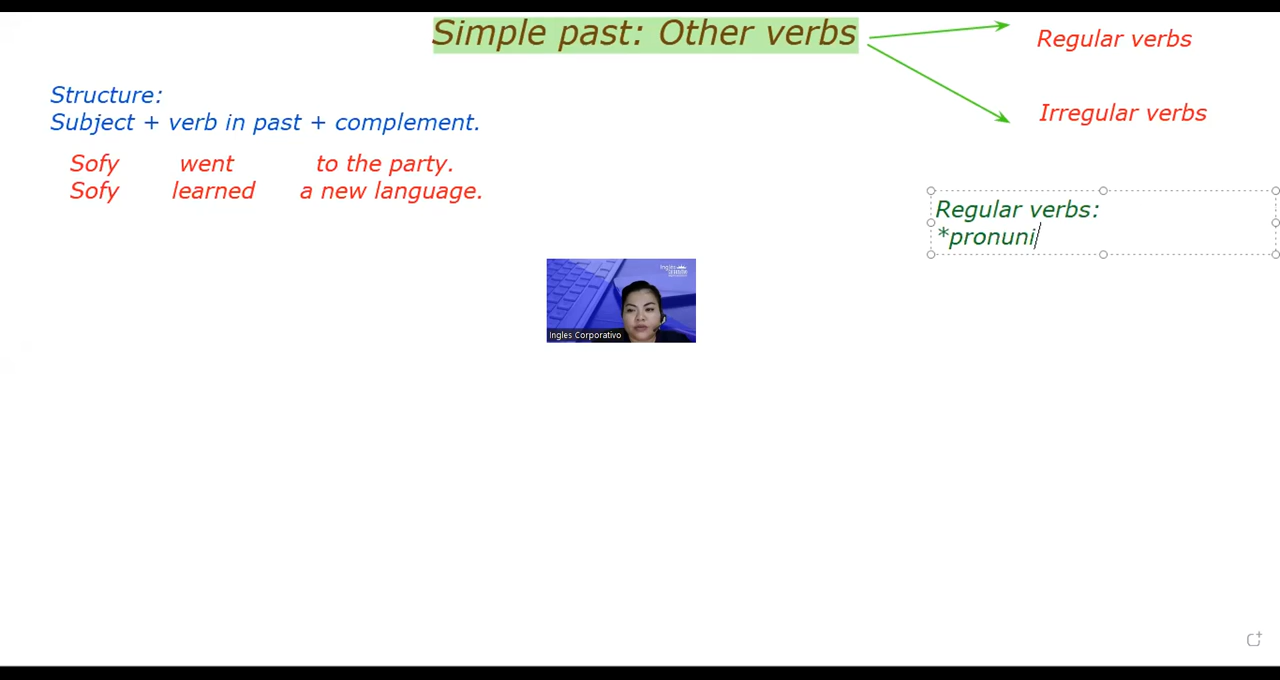 Simple past: Other verbs
Regular verbs
Irregular verbs
Structure:
Subject + verb in past + complement.
Sofy went to the party.
Sofy learned a new language.
Regular verbs:
*pronuni
Ingles Corporativo